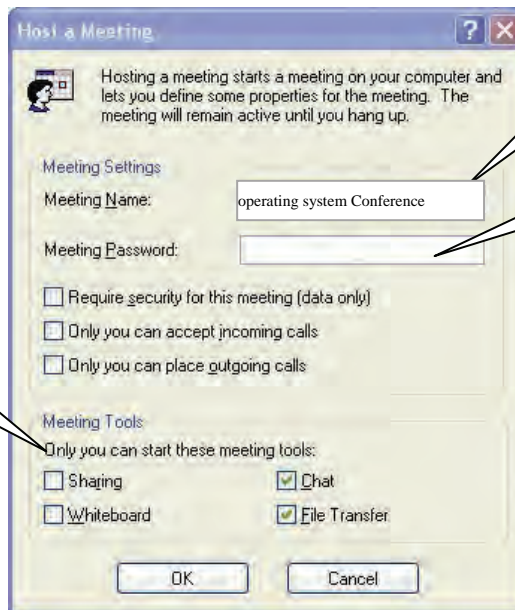 Host a Meeting
Hosting a meeting starts a meeting on your computer and
lets you define some properties for the meeting. The
meeting will remain active until you hang up.
Meeting Settings
Meeting Name: operating system Conference
Meeting Password:
Require security for this meeting (data only)
Only you can accept incoming calls
Only you can place outgoing calls
Meeting Tools
Only you can start these meeting tools:
Sharing Chat
Whiteboard File Transfer
OK Cancel